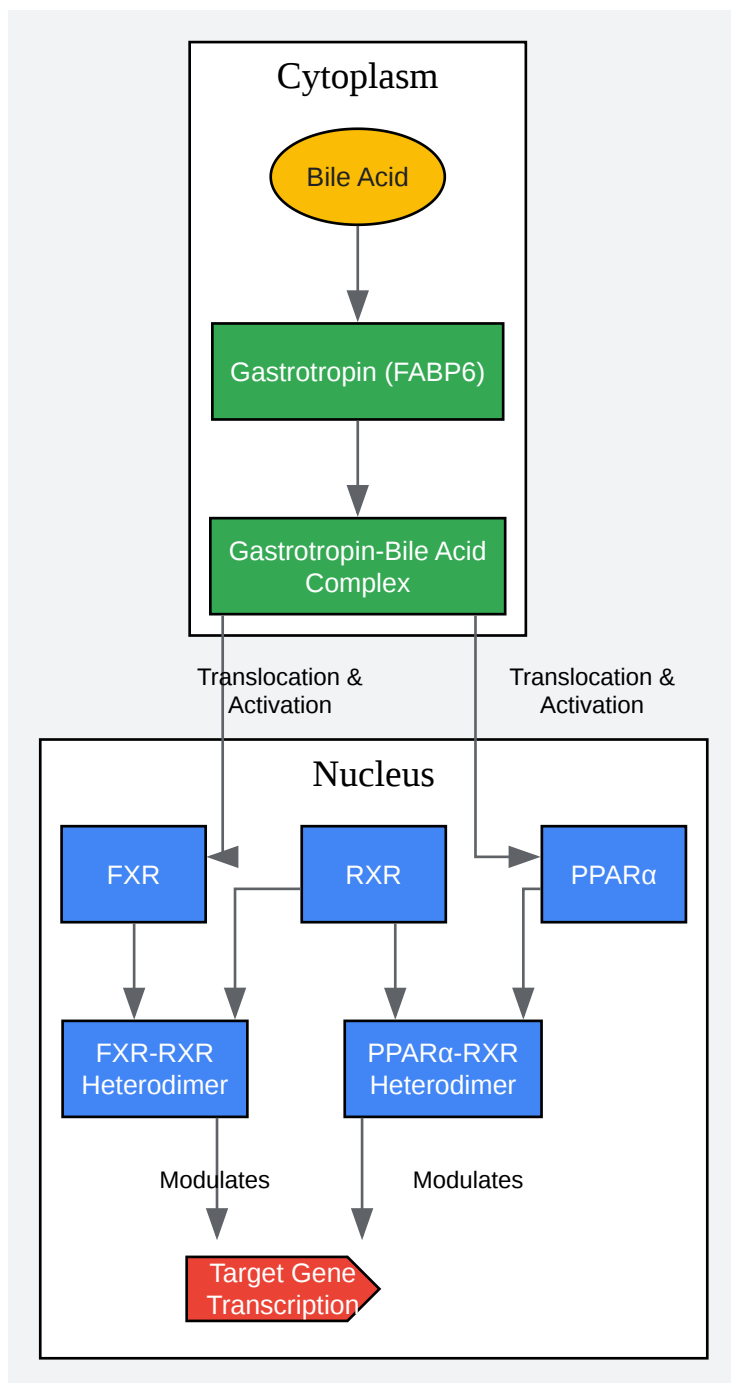 Cytoplasm
Bile Acid
Gastrotropin (FABP6)
Gastrotropin-Bile Acid
Complex
Translocation &
Activation
Translocation &
Activation
Nucleus
FXR
RXR
PPARα
FXR-RXR
Heterodimer
PPARα-RXR
Heterodimer
Modulates
Modulates
Target Gene
Transcription